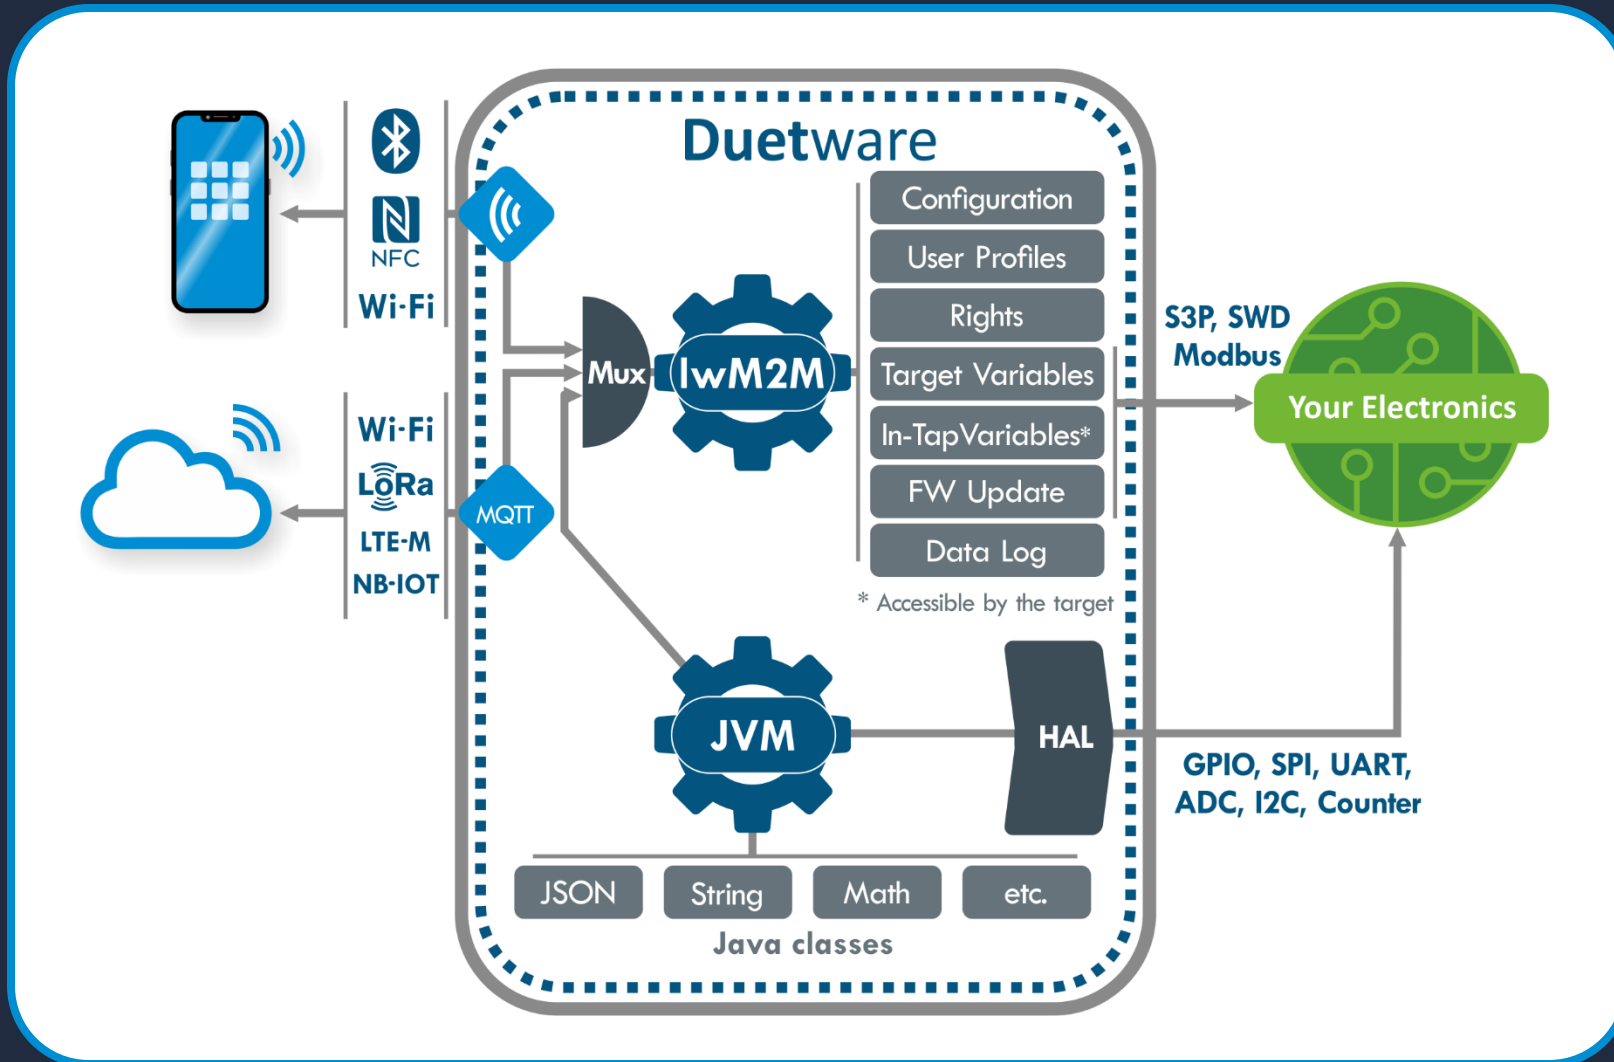 Duetware
NFC
Wi-Fi
Wi-Fi
LoRa
LTE-M
NB-IOT
MQTT
Mux
lwM2M
Configuration
User Profiles
Rights
Target Variables
In-TapVariables*
FW Update
Data Log
* Accessible by the target
S3P, SWD
Modbus
Your Electronics
JVM
HAL
GPIO, SPI, UART,
ADC, I2C, Counter
JSON
String
Math
etc.
Java classes